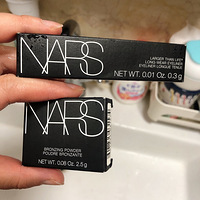 NARS
LARGER THAN LIFE®
LONG-WEAR EYELINER
EYELINER LONGUE TENUE
NET WT. 0.01 Oz. 0.3 g
NARS
BRONZING POWDER
POUDRE BRONZANTE
NET WT. 0.08 Oz. 2.5 g